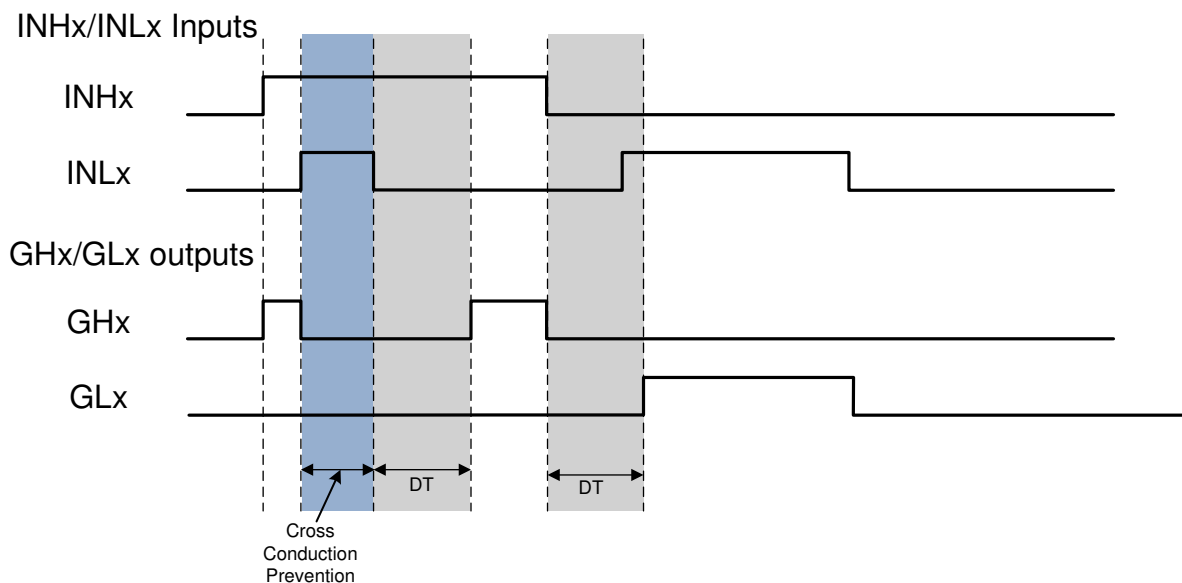 INHx/INLx Inputs
INHx
INLx
GHx/GLx outputs
GHx
GLx
DT
DT
Cross
Conduction
Prevention